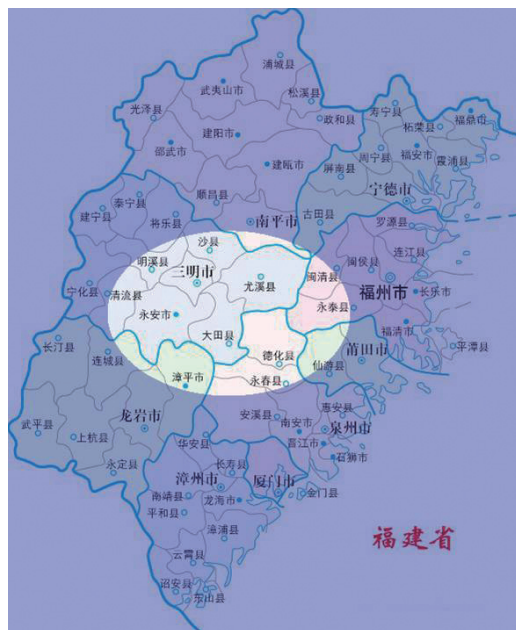 浦城县
武夷山市
松溪县
光泽县
政和县
寿宁县
福鼎市
柘荣县
建阳市
邵武市
周宁县
福安市
霞浦县
建瓯市
屏南县
宁德市
顺昌县
泰宁县
建宁县
将乐县
南平市
古田县
罗源县
沙县
连江县
明溪县
三明市
闽清县
闽侯县
尤溪县
宁化县
清流县
福州市
长乐市
永安市
永泰县
福清市
大田县
平潭县
长汀县
连城县
德化县
莆田市
仙游县
漳平市
永春县
龙岩市
安溪县
惠安县
武平县
南安市
泉州市
上杭县
华安县
晋江市
石狮市
永定县
长寿县
漳州市
厦门市
南靖县
龙海市
金门县
平和县
漳浦县
福建省
云霄县
诏安县
东山县